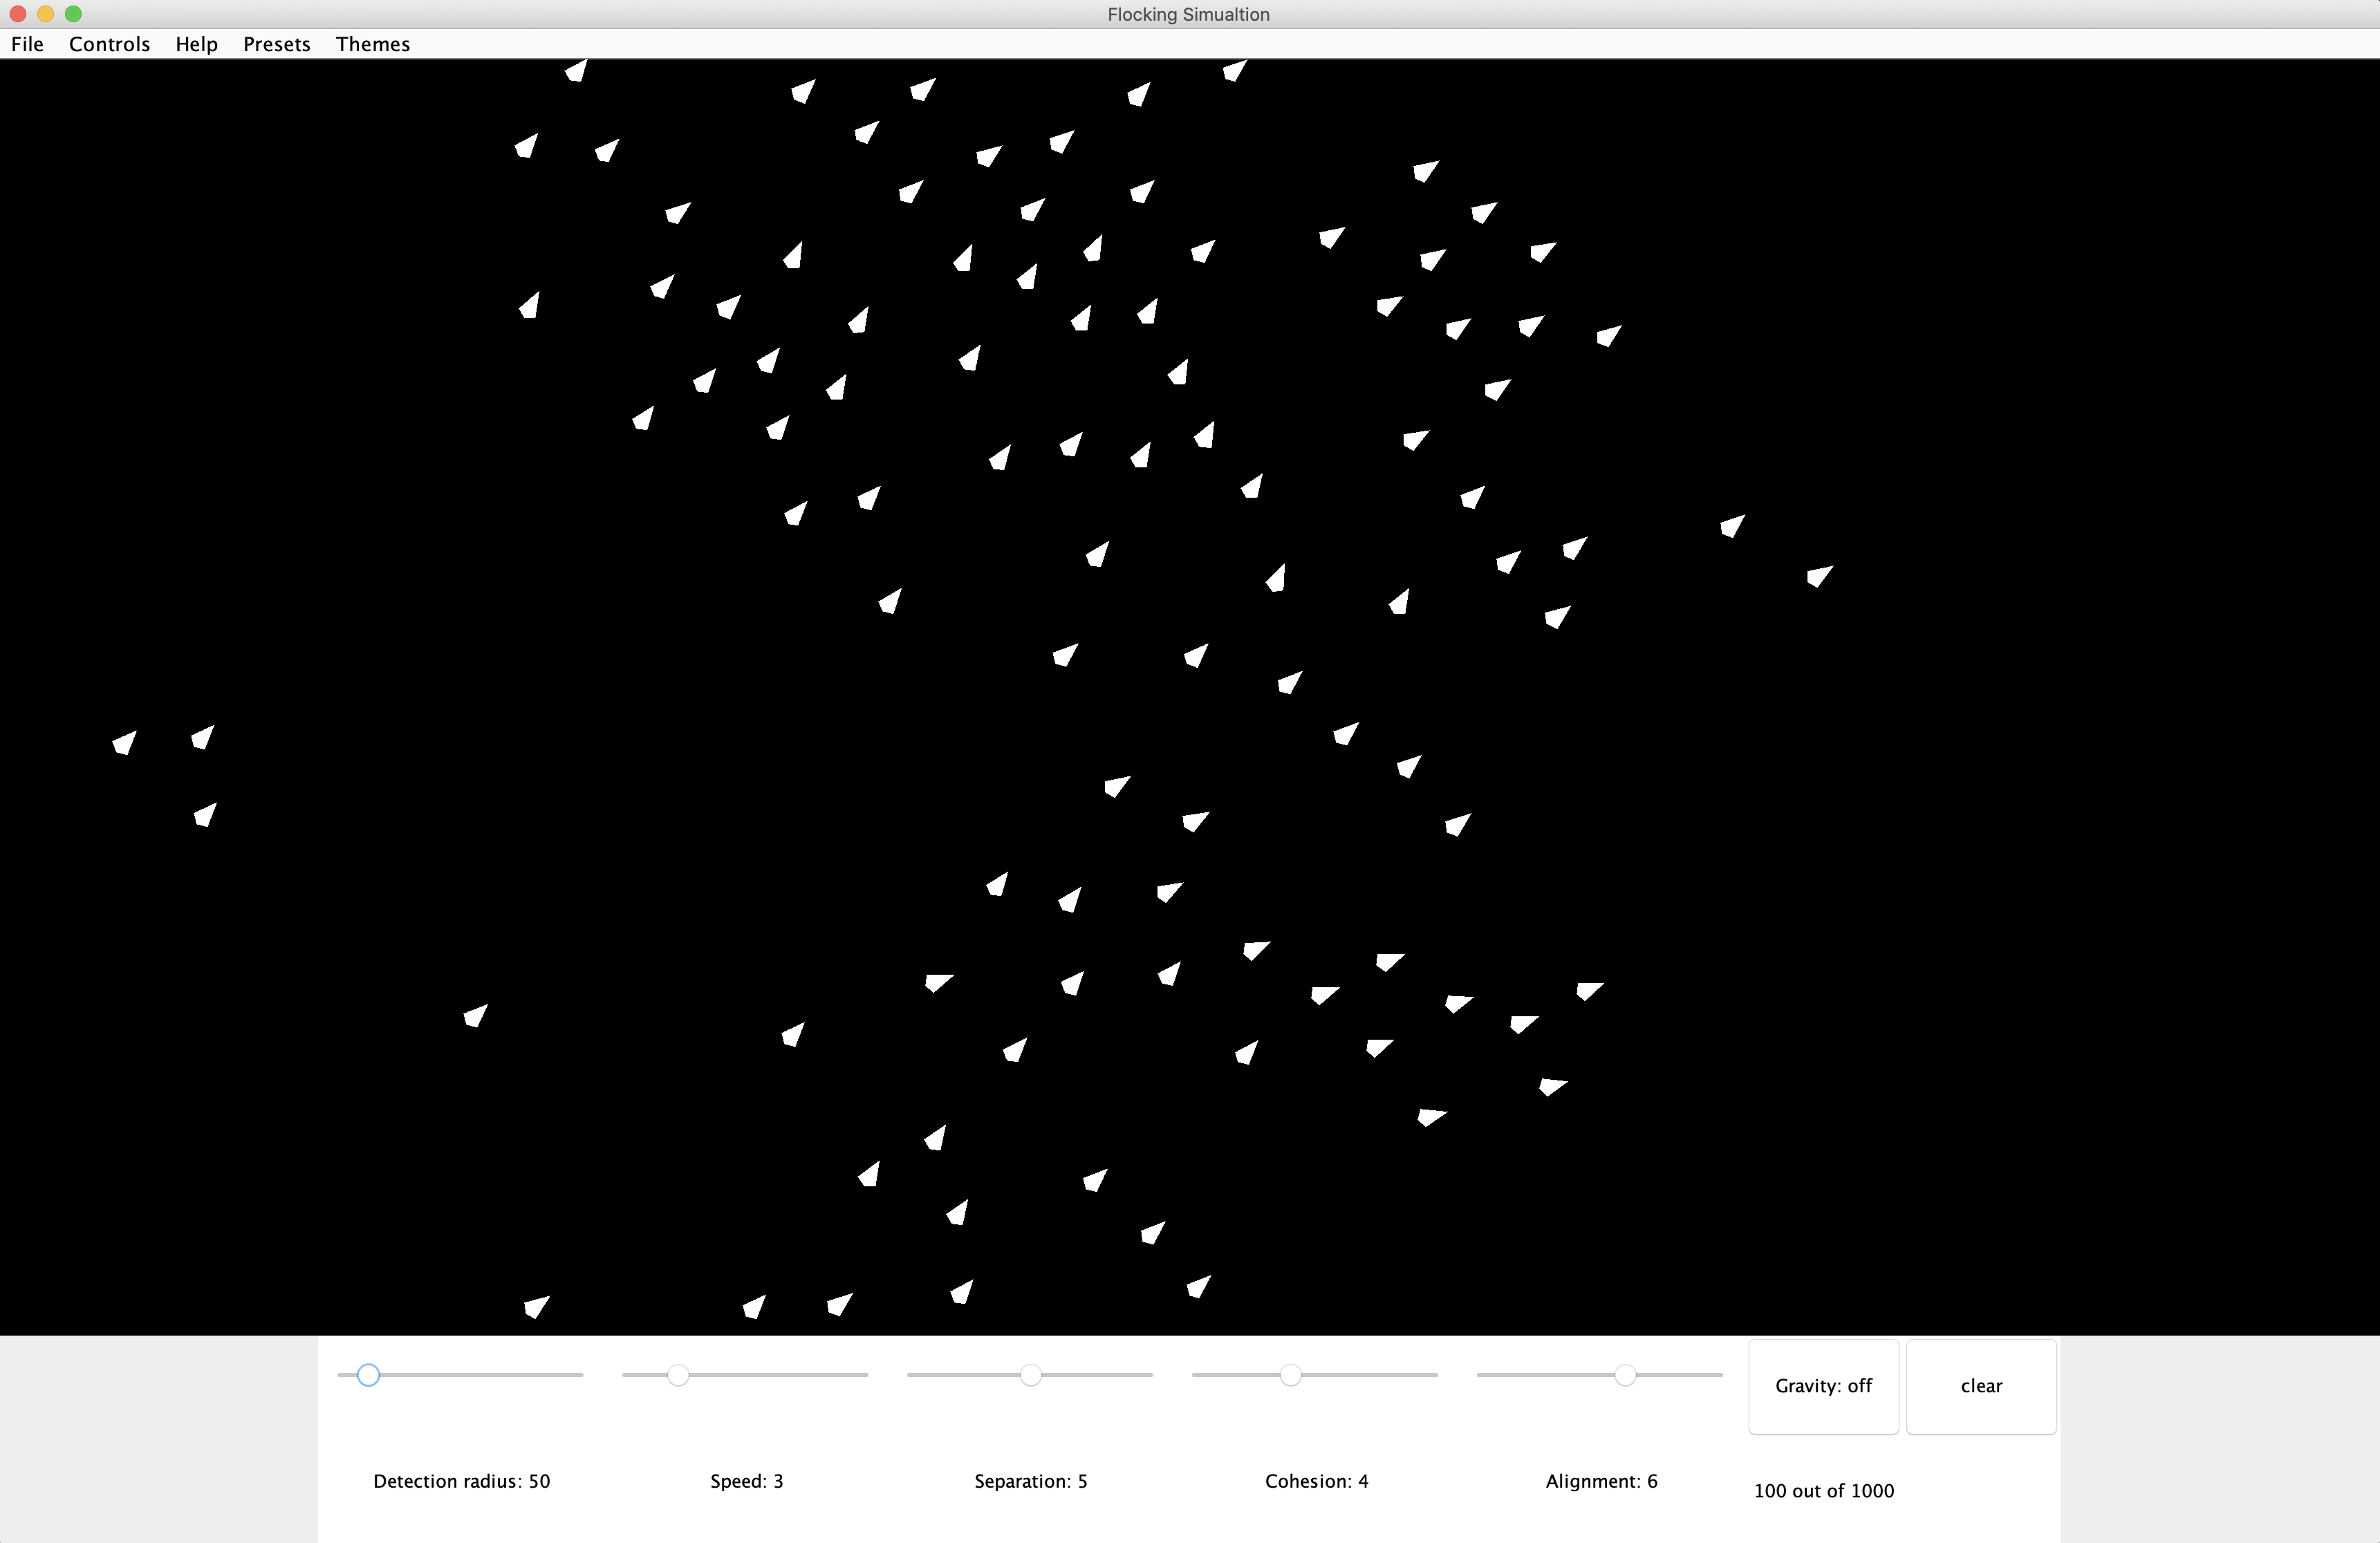 Flocking Simualtion
File Controls Help Presets Themes
Gravity: off clear
Detection radius: 50 Speed: 3 Separation: 5 Cohesion: 4 Alignment: 6 100 out of 1000